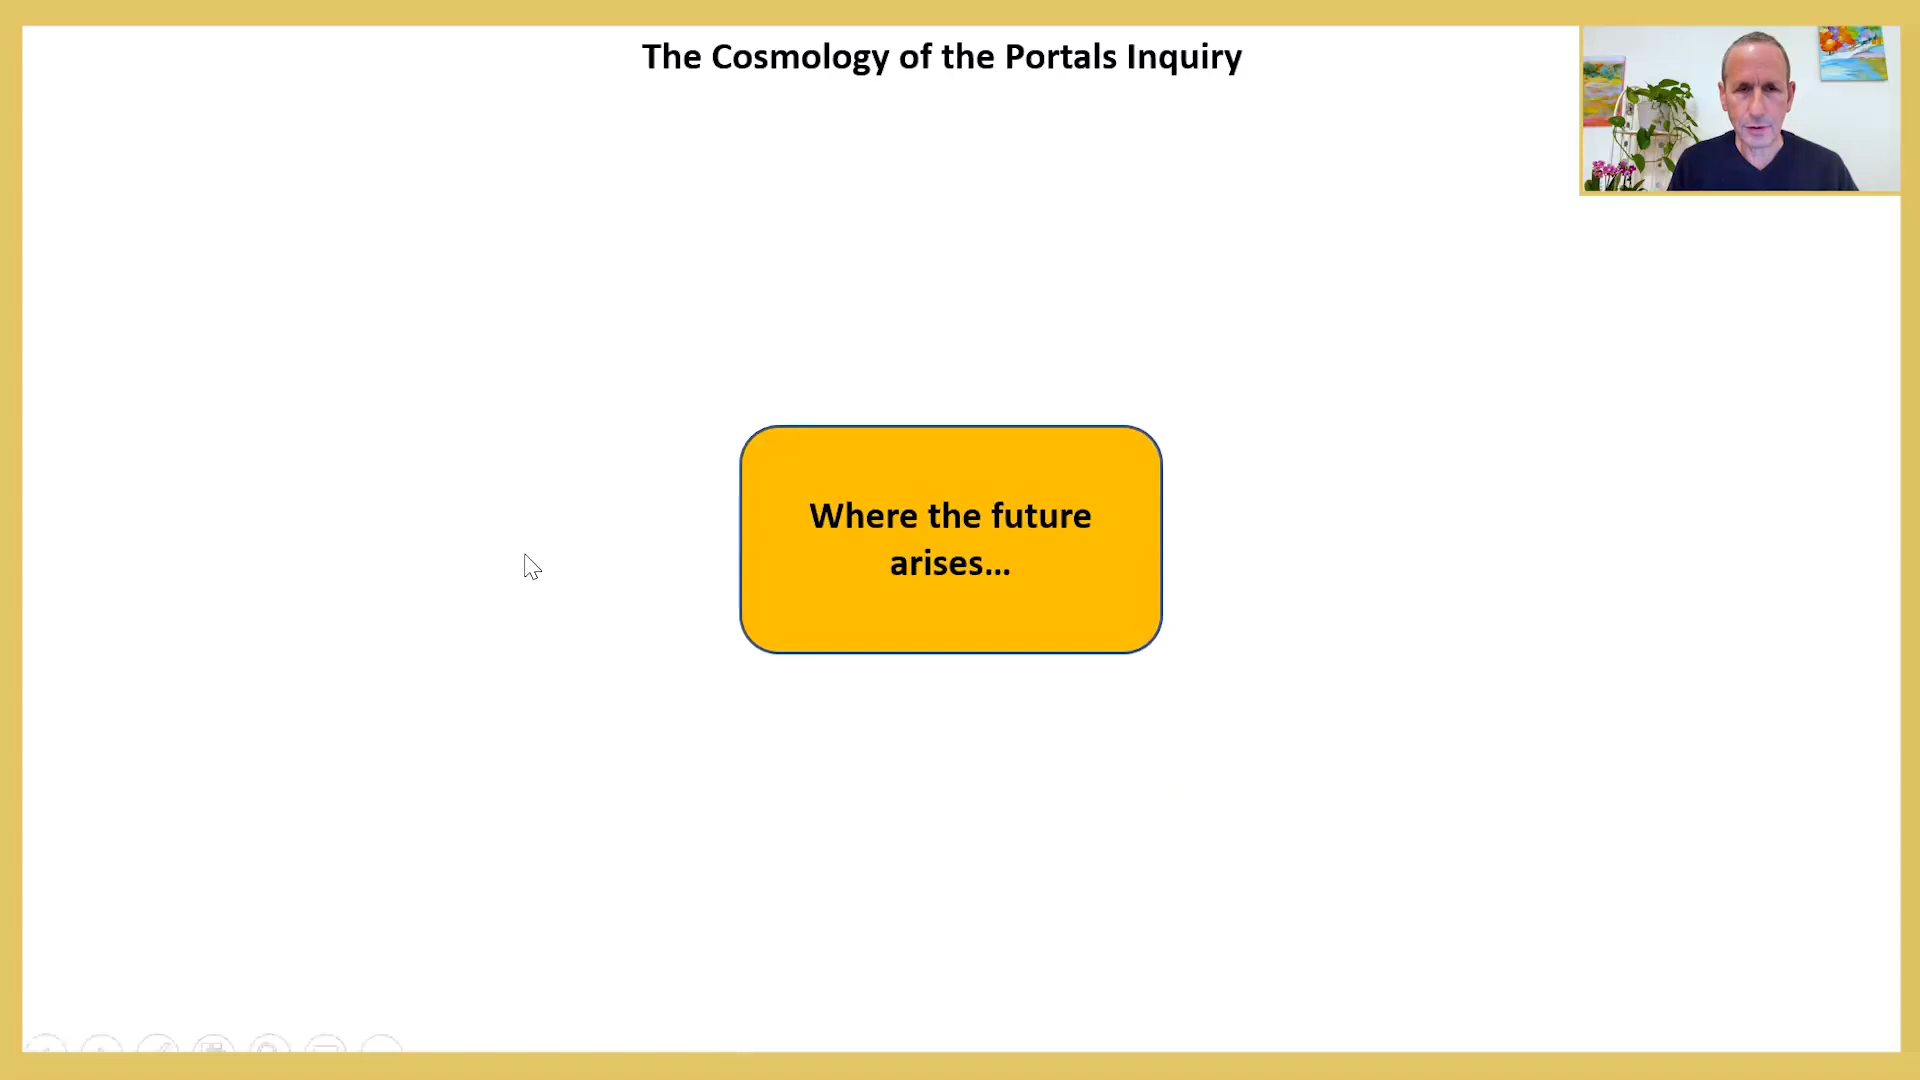 The Cosmology of the Portals Inquiry
Where the future
arises...